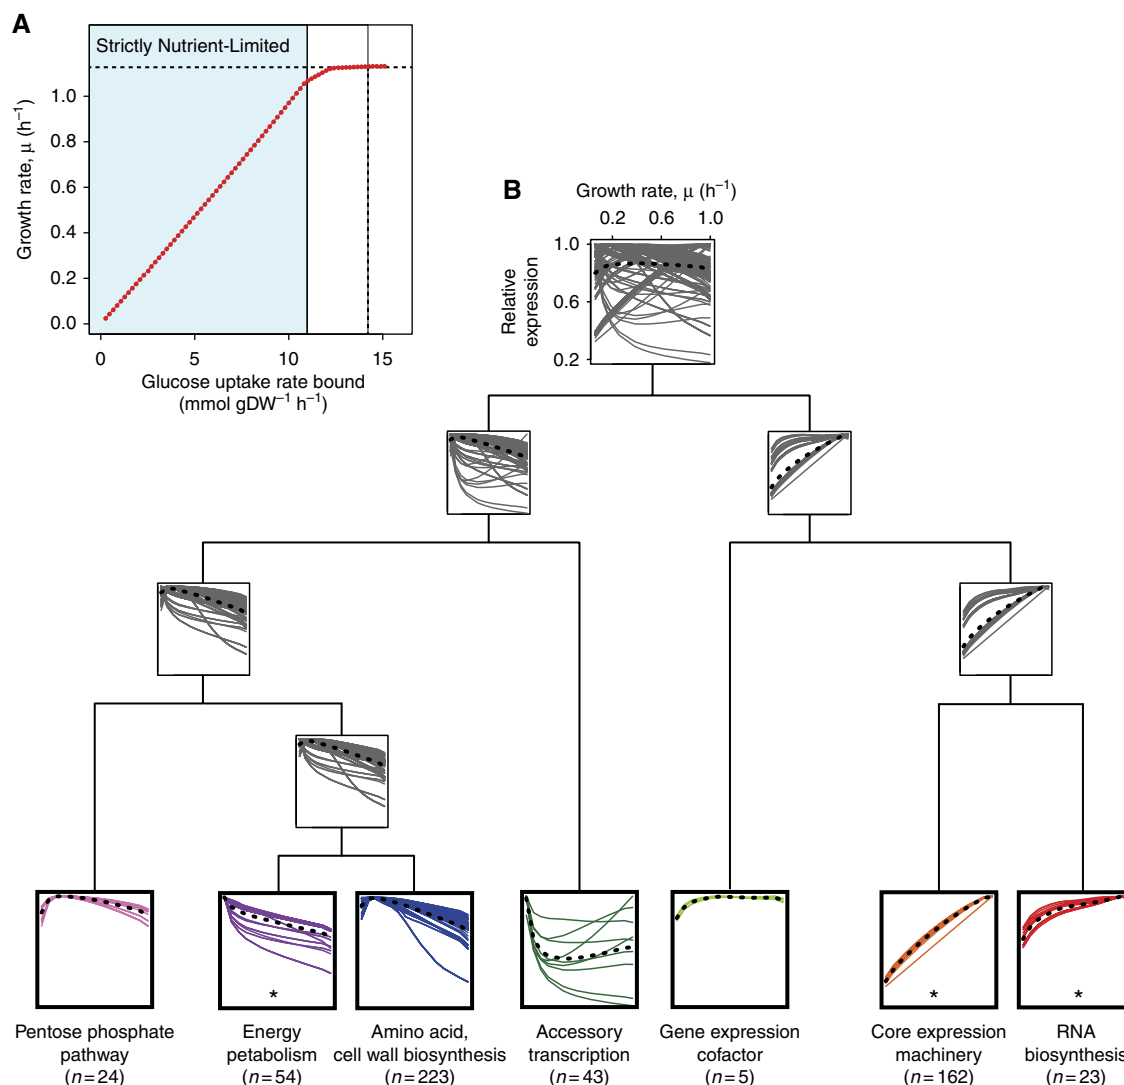 A
Strictly Nutrient-Limited
Growth rate, μ (h⁻¹)
1.0
0.8
0.6
0.4
0.2
0.0
0 5 10 15
Glucose uptake rate bound
(mmol gDW⁻¹ h⁻¹)
B
Growth rate, μ (h⁻¹)
0.2 0.6 1.0
Relative
expression
1.0
0.6
0.2
* * *
Pentose phosphate
pathway
(n=24)
Energy
petabolism
(n=54)
Amino acid,
cell wall biosynthesis
(n=223)
Accessory
transcription
(n=43)
Gene expression
cofactor
(n=5)
Core expression
machinery
(n=162)
RNA
biosynthesis
(n=23)